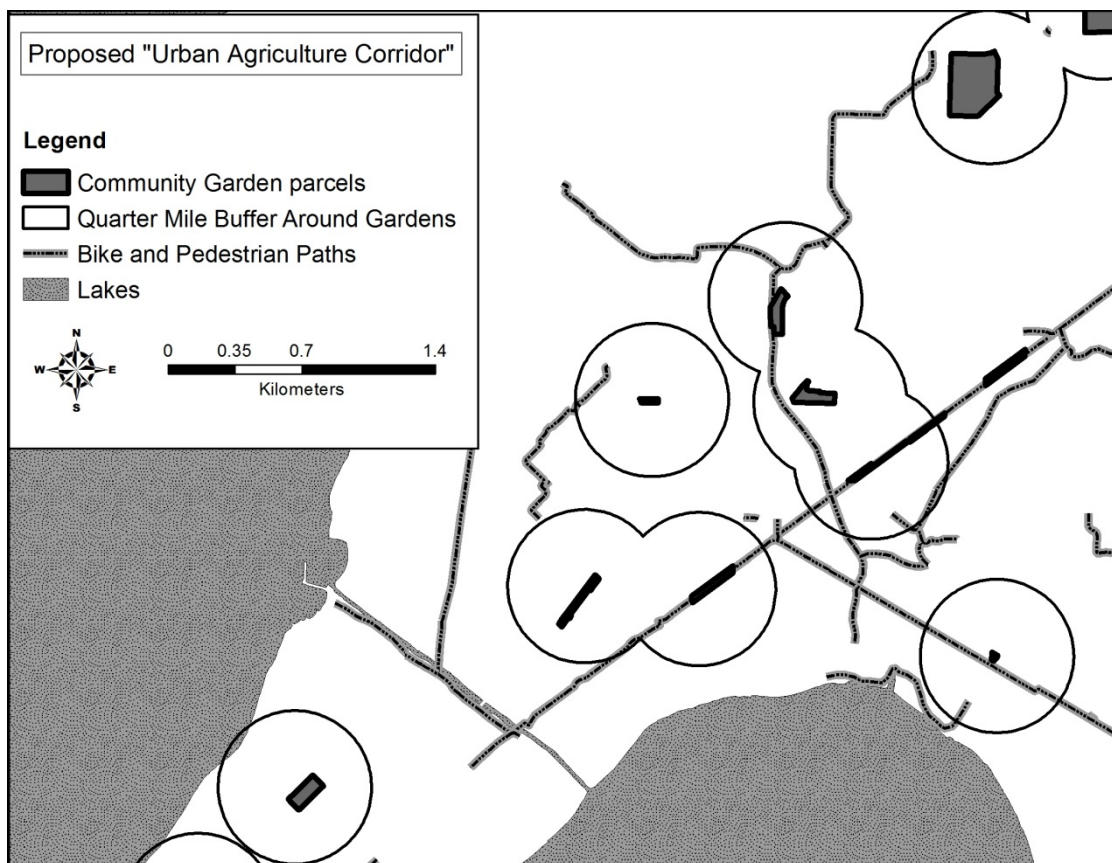 Proposed "Urban Agriculture Corridor"
Legend
Community Garden parcels
Quarter Mile Buffer Around Gardens
Bike and Pedestrian Paths
Lakes
N
W E
S
0 0.35 0.7 1.4
Kilometers